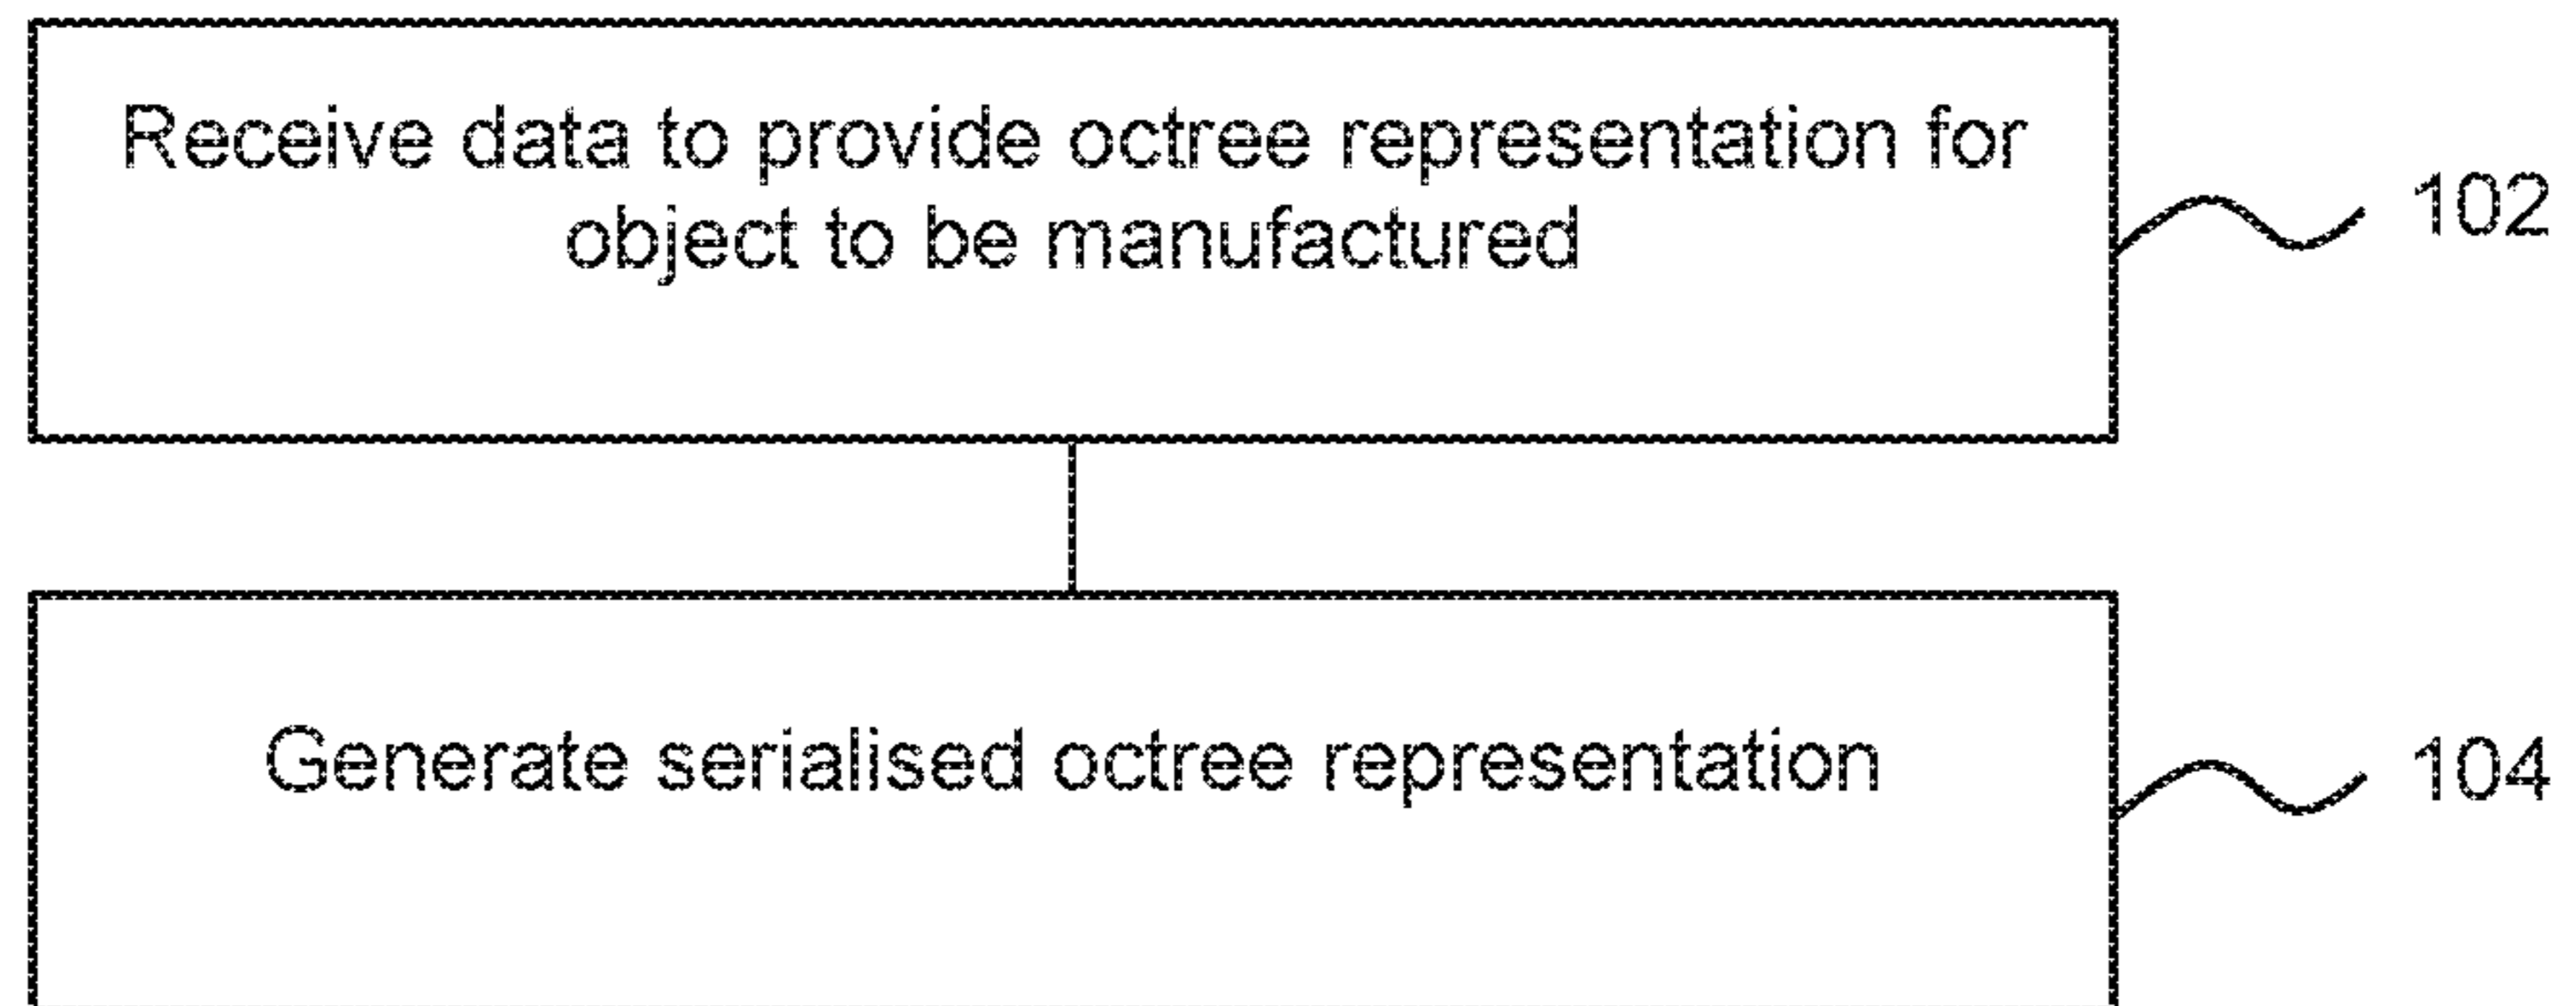 Receive data to provide octree representation for
object to be manufactured
102
Generate serialised octree representation
104